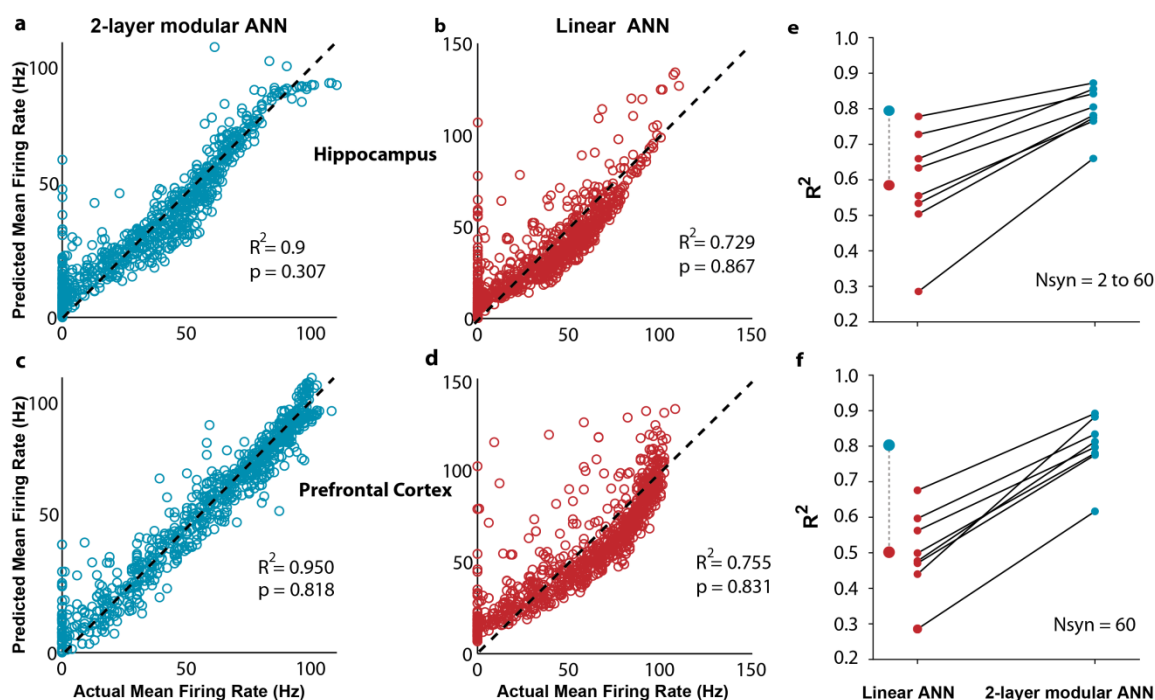 a
2-layer modular ANN
b
Linear ANN
e
Predicted Mean Firing Rate (Hz)
100
50
0
0
50
100
R2= 0.9
p = 0.307
Hippocampus
150
100
50
0
0
50
100
150
R2= 0.729
p = 0.867
R2
1.0
0.9
0.8
0.7
0.6
0.5
0.4
0.3
0.2
Nsyn = 2 to 60
c
d
f
Predicted Mean Firing Rate (Hz)
100
50
0
0
50
100
Actual Mean Firing Rate (Hz)
R2= 0.950
p = 0.818
Prefrontal Cortex
150
100
50
0
0
50
100
150
Actual Mean Firing Rate (Hz)
R2= 0.755
p = 0.831
R2
1.0
0.9
0.8
0.7
0.6
0.5
0.4
0.3
0.2
Nsyn = 60
Linear ANN
2-layer modular ANN